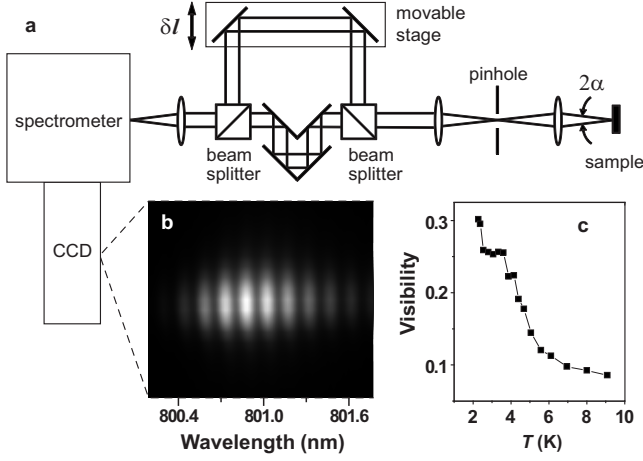 a
δl
movable
stage
pinhole
2α
spectrometer
beam
splitter
beam
splitter
sample
CCD
b
800.4 801.0 801.6
Wavelength (nm)
c
Visibility
0.3
0.2
0.1
2 4 6 8 10
T (K)